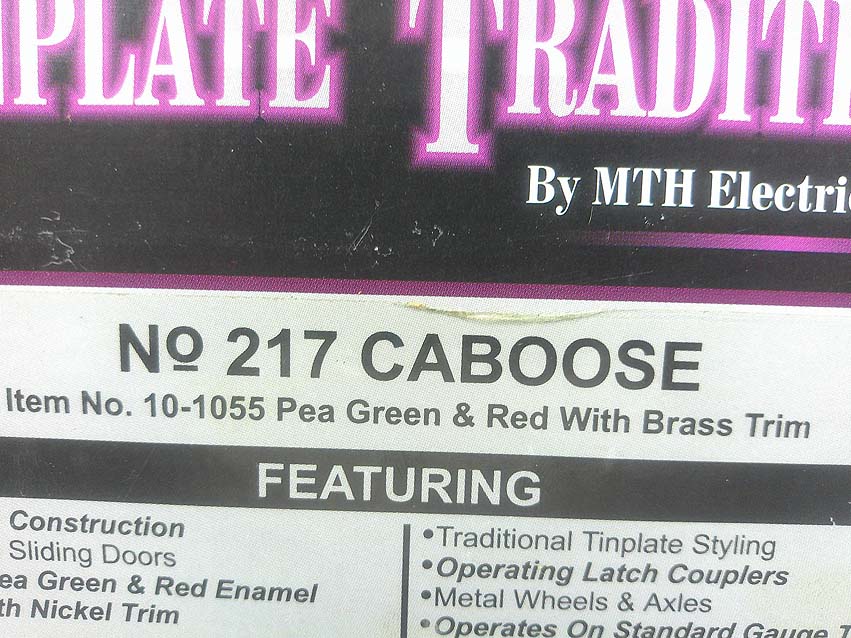 NPLATE TRADITI
By MTH Electric
Nº 217 CABOOSE
Item No. 10-1055 Pea Green & Red With Brass Trim
FEATURING
Construction
Sliding Doors
ea Green & Red Enamel
th Nickel Trim
•Traditional Tinplate Styling
•Operating Latch Couplers
•Metal Wheels & Axles
•Operates On Standard Gauge T